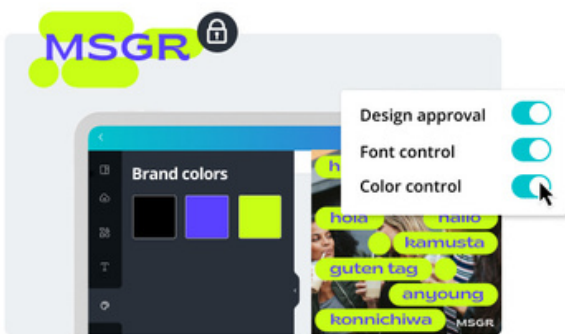 MSGR
Design approval
Font control
Color control
Brand colors
h
hola
hallo
kamusta
guten tag
anyoung
konnichiwa
MSGR